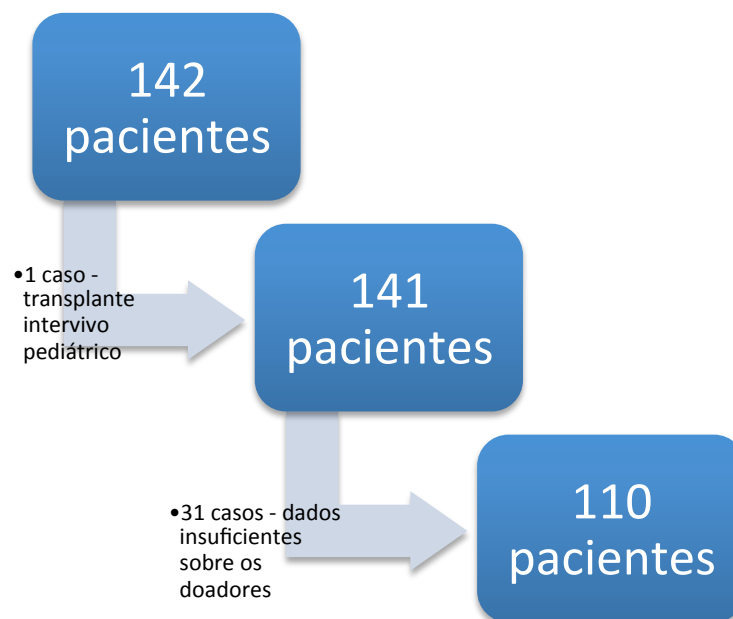 142
pacientes
•1 caso -
transplante
intervivo
pediátrico
141
pacientes
•31 casos - dados
insuficientes
sobre os
doadores
110
pacientes